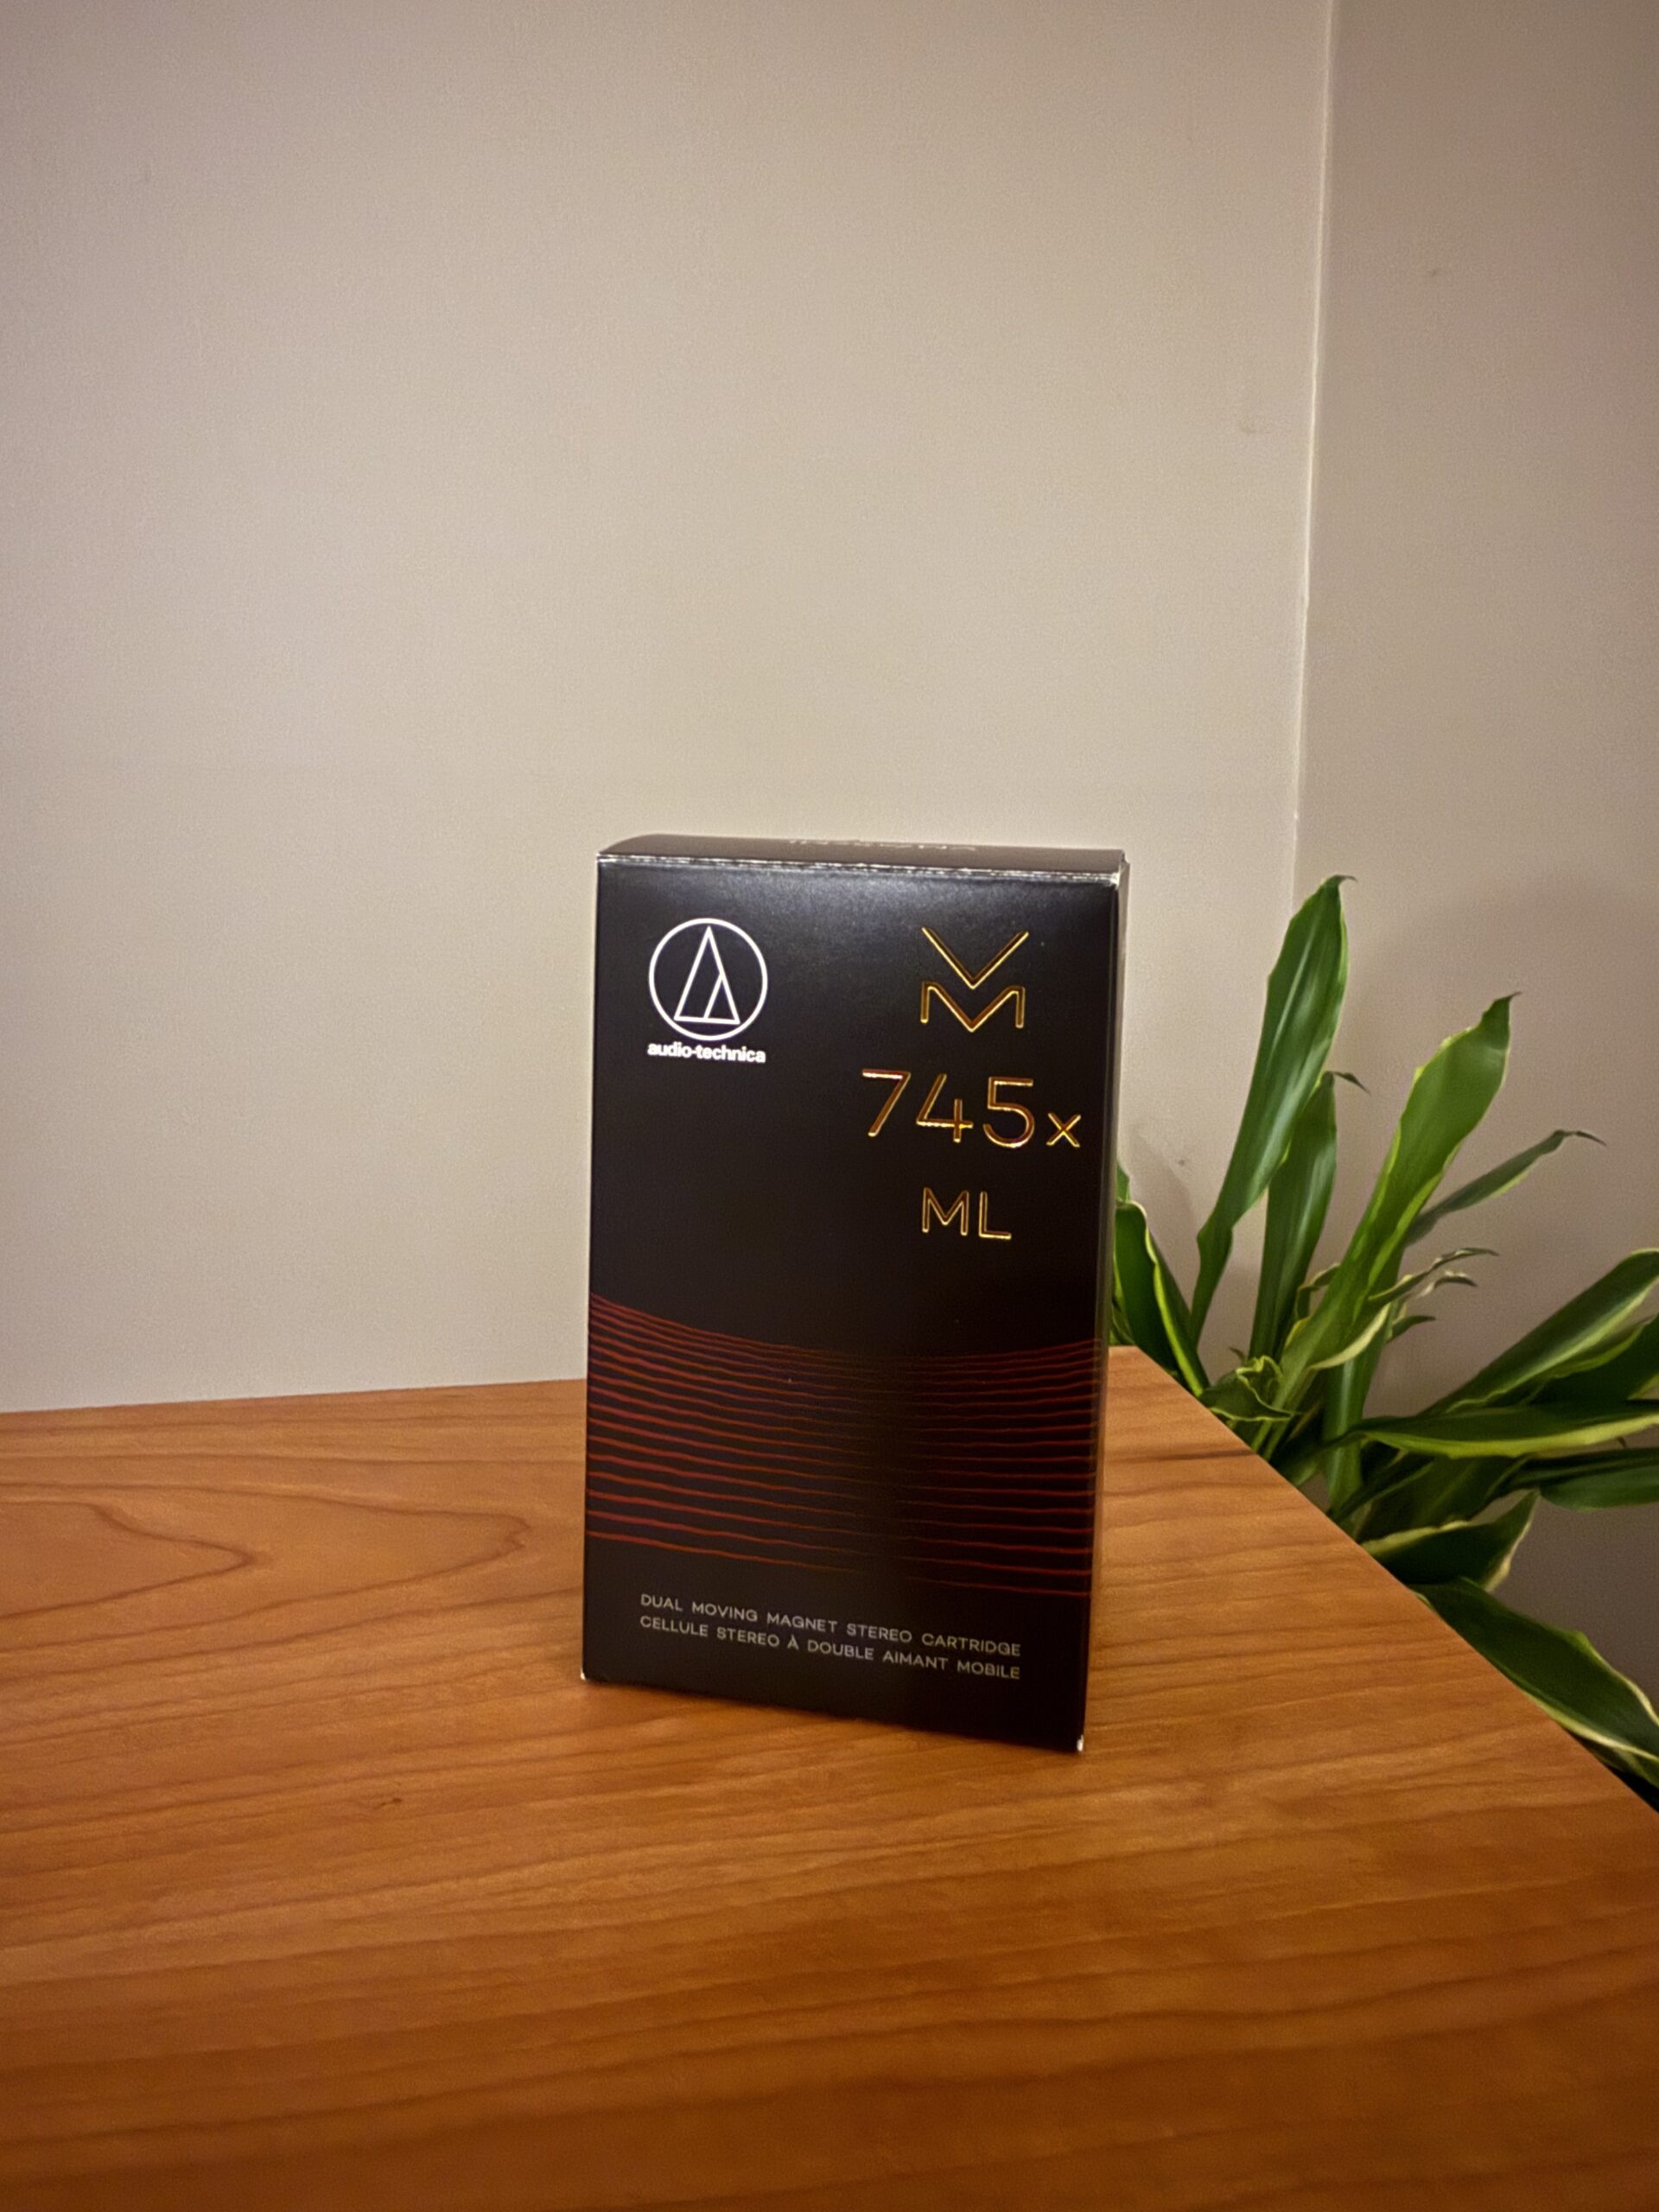 audio-technica
VM
745x
ML
DUAL MOVING MAGNET STEREO CARTRIDGE
CELLULE STEREO À DOUBLE AIMANT MOBILE